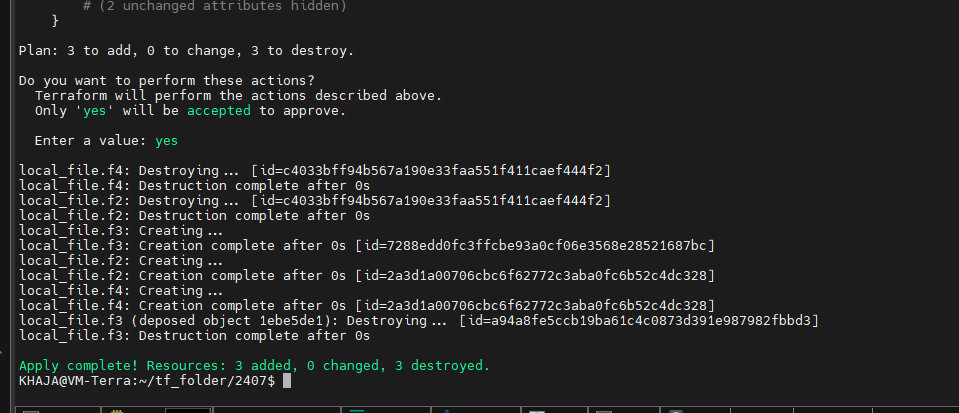 # (2 unchanged attributes hidden)
}
Plan: 3 to add, 0 to change, 3 to destroy.
Do you want to perform these actions?
Terraform will perform the actions described above.
Only 'yes' will be accepted to approve.
Enter a value: yes
local_file.f4: Destroying... [id=c4033bff94b567a190e33faa551f411caef444f2]
local_file.f4: Destruction complete after 0s
local_file.f2: Destroying... [id=c4033bff94b567a190e33faa551f411caef444f2]
local_file.f2: Destruction complete after 0s
local_file.f3: Creating...
local_file.f3: Creation complete after 0s [id=7288edd0fc3ffcbe93a0cf06e3568e28521687bc]
local_file.f2: Creating...
local_file.f2: Creation complete after 0s [id=2a3d1a00706cbc6f62772c3aba0fc6b52c4dc328]
local_file.f4: Creating...
local_file.f4: Creation complete after 0s [id=2a3d1a00706cbc6f62772c3aba0fc6b52c4dc328]
local_file.f3 (deposed object 1ebe5de1): Destroying... [id=a94a8fe5ccb19ba61c4c0873d391e987982fbbd3]
local_file.f3: Destruction complete after 0s
Apply complete! Resources: 3 added, 0 changed, 3 destroyed.
KHAJA@VM-Terra:~/tf_folder/2407$